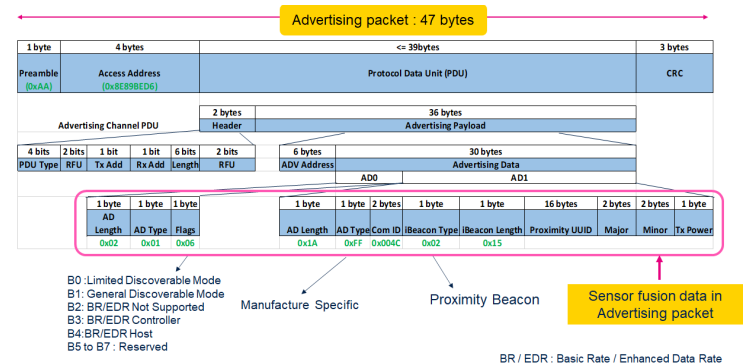 Advertising packet : 47 bytes
1 byte 4 bytes <= 39bytes 3 bytes
Preamble Access Address Protocol Data Unit (PDU) CRC
(0xAA) (0x8E89BED6)
2 bytes 36 bytes
Advertising Channel PDU Header Advertising Payload
4 bits 2 bits 1 bit 1 bit 6 bits 2 bits 6 bytes 30 bytes
PDU Type RFU Tx Add Rx Add Length RFU ADV Address Advertising Data
AD0 AD1
1 byte 1 byte 1 byte 1 byte 1 byte 2 bytes 1 byte 1 byte 16 bytes 2 bytes 2 bytes 1 byte
AD
Length AD Type Flags AD Length AD Type Com ID iBeacon Type iBeacon Length Proximity UUID Major Minor Tx Power
0x02 0x01 0x06 0x1A 0xFF 0x004C 0x02 0x15
B0 :Limited Discoverable Mode
B1: General Discoverable Mode
B2: BR/EDR Not Supported
B3: BR/EDR Controller
B4:BR/EDR Host
B5 to B7 : Reserved
Manufacture Specific
Proximity Beacon
Sensor fusion data in
Advertising packet
BR / EDR : Basic Rate / Enhanced Data Rate